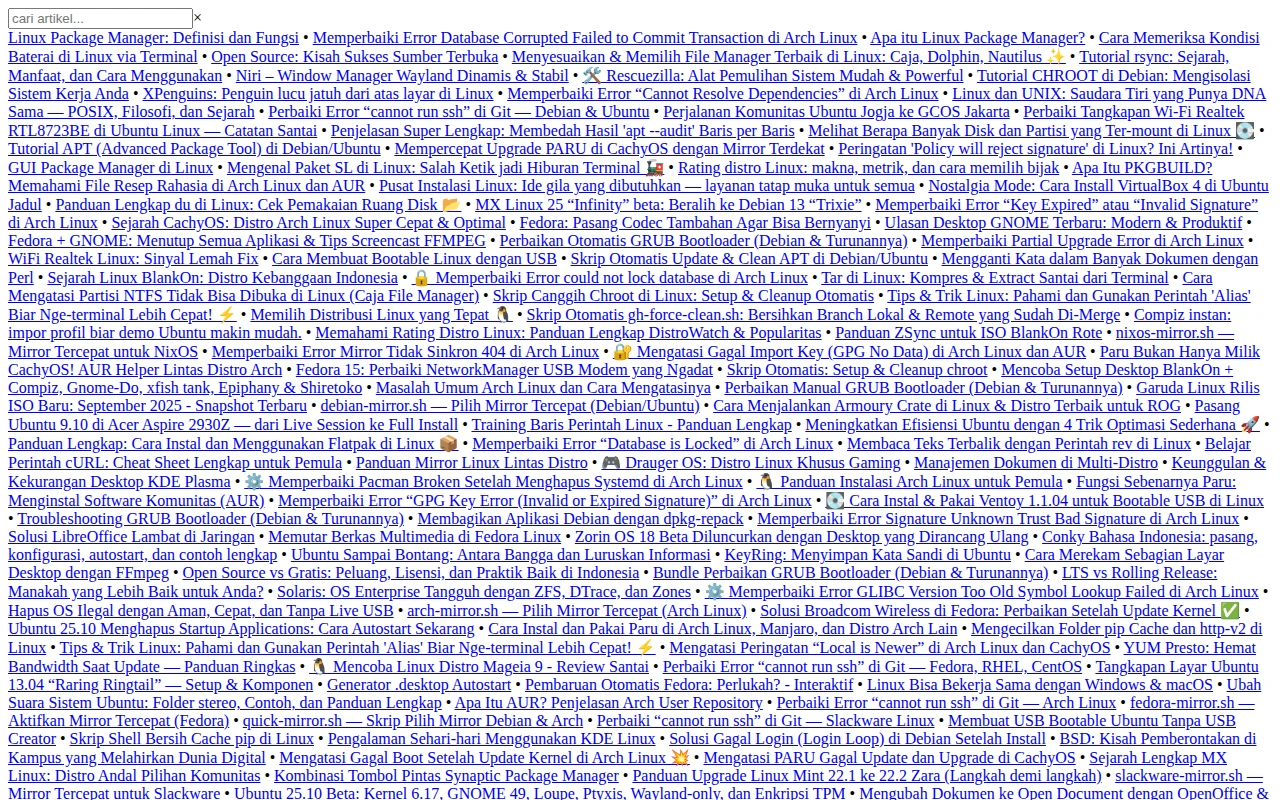 cari artikel...×
Linux Package Manager: Definisi dan Fungsi • Memperbaiki Error Database Corrupted Failed to Commit Transaction di Arch Linux • Apa itu Linux Package Manager? • Cara Memeriksa Kondisi
Baterai di Linux via Terminal • Open Source: Kisah Sukses Sumber Terbuka • Menyesuaikan & Memilih File Manager Terbaik di Linux: Caja, Dolphin, Nautilus ✨ • Tutorial rsync: Sejarah,
Manfaat, dan Cara Menggunakan • Niri – Window Manager Wayland Dinamis & Stabil • 🛠️ Rescuezilla: Alat Pemulihan Sistem Mudah & Powerful • Tutorial CHROOT di Debian: Mengisolasi
Sistem Kerja Anda • XPenguins: Penguin lucu jatuh dari atas layar di Linux • Memperbaiki Error “Cannot Resolve Dependencies” di Arch Linux • Linux dan UNIX: Saudara Tiri yang Punya DNA
Sama — POSIX, Filosofi, dan Sejarah • Perbaiki Error “cannot run ssh” di Git — Debian & Ubuntu • Perjalanan Komunitas Ubuntu Jogja ke GCOS Jakarta • Perbaiki Tangkapan Wi-Fi Realtek
RTL8723BE di Ubuntu Linux — Catatan Santai • Penjelasan Super Lengkap: Membedah Hasil 'apt --audit' Baris per Baris • Melihat Berapa Banyak Disk dan Partisi yang Ter-mount di Linux 💽 •
Tutorial APT (Advanced Package Tool) di Debian/Ubuntu • Mempercepat Upgrade PARU di CachyOS dengan Mirror Terdekat • Peringatan 'Policy will reject signature' di Linux? Ini Artinya! •
GUI Package Manager di Linux • Mengenal Paket SL di Linux: Salah Ketik jadi Hiburan Terminal 🚂 • Rating distro Linux: makna, metrik, dan cara memilih bijak • Apa Itu PKGBUILD?
Memahami File Resep Rahasia di Arch Linux dan AUR • Pusat Instalasi Linux: Ide gila yang dibutuhkan — layanan tatap muka untuk semua • Nostalgia Mode: Cara Install VirtualBox 4 di Ubuntu
Jadul • Panduan Lengkap du di Linux: Cek Pemakaian Ruang Disk 📂 • MX Linux 25 “Infinity” beta: Beralih ke Debian 13 “Trixie” • Memperbaiki Error “Key Expired” atau “Invalid Signature”
di Arch Linux • Sejarah CachyOS: Distro Arch Linux Super Cepat & Optimal • Fedora: Pasang Codec Tambahan Agar Bisa Bernyanyi • Ulasan Desktop GNOME Terbaru: Modern & Produktif •
Fedora + GNOME: Menutup Semua Aplikasi & Tips Screencast FFMPEG • Perbaikan Otomatis GRUB Bootloader (Debian & Turunannya) • Memperbaiki Partial Upgrade Error di Arch Linux •
WiFi Realtek Linux: Sinyal Lemah Fix • Cara Membuat Bootable Linux dengan USB • Skrip Otomatis Update & Clean APT di Debian/Ubuntu • Mengganti Kata dalam Banyak Dokumen dengan
Perl • Sejarah Linux BlankOn: Distro Kebanggaan Indonesia • 🔒 Memperbaiki Error could not lock database di Arch Linux • Tar di Linux: Kompres & Extract Santai dari Terminal • Cara
Mengatasi Partisi NTFS Tidak Bisa Dibuka di Linux (Caja File Manager) • Skrip Canggih Chroot di Linux: Setup & Cleanup Otomatis • Tips & Trik Linux: Pahami dan Gunakan Perintah 'Alias'
Biar Nge-terminal Lebih Cepat! ⚡ • Memilih Distribusi Linux yang Tepat 🐧 • Skrip Otomatis gh-force-clean.sh: Bersihkan Branch Lokal & Remote yang Sudah Di-Merge • Compiz instan:
impor profil biar demo Ubuntu makin mudah. • Memahami Rating Distro Linux: Panduan Lengkap DistroWatch & Popularitas • Panduan ZSync untuk ISO BlankOn Rote • nixos-mirror.sh —
Mirror Tercepat untuk NixOS • Memperbaiki Error Mirror Tidak Sinkron 404 di Arch Linux • 🔐 Mengatasi Gagal Import Key (GPG No Data) di Arch Linux dan AUR • Paru Bukan Hanya Milik
CachyOS! AUR Helper Lintas Distro Arch • Fedora 15: Perbaiki NetworkManager USB Modem yang Ngadat • Skrip Otomatis: Setup & Cleanup chroot • Mencoba Setup Desktop BlankOn +
Compiz, Gnome-Do, xfish tank, Epiphany & Shiretoko • Masalah Umum Arch Linux dan Cara Mengatasinya • Perbaikan Manual GRUB Bootloader (Debian & Turunannya) • Garuda Linux Rilis
ISO Baru: September 2025 - Snapshot Terbaru • debian-mirror.sh — Pilih Mirror Tercepat (Debian/Ubuntu) • Cara Menjalankan Armoury Crate di Linux & Distro Terbaik untuk ROG • Pasang
Ubuntu 9.10 di Acer Aspire 2930Z — dari Live Session ke Full Install • Training Baris Perintah Linux - Panduan Lengkap • Meningkatkan Efisiensi Ubuntu dengan 4 Trik Optimasi Sederhana 🚀 •
Panduan Lengkap: Cara Instal dan Menggunakan Flatpak di Linux 📦 • Memperbaiki Error “Database is Locked” di Arch Linux • Membaca Teks Terbalik dengan Perintah rev di Linux • Belajar
Perintah cURL: Cheat Sheet Lengkap untuk Pemula • Panduan Mirror Linux Lintas Distro • 🎮 Drauger OS: Distro Linux Khusus Gaming • Manajemen Dokumen di Multi-Distro • Keunggulan &
Kekurangan Desktop KDE Plasma • ⚙️ Memperbaiki Pacman Broken Setelah Menghapus Systemd di Arch Linux • 🐧 Panduan Instalasi Arch Linux untuk Pemula • Fungsi Sebenarnya Paru:
Menginstal Software Komunitas (AUR) • Memperbaiki Error “GPG Key Error (Invalid or Expired Signature)” di Arch Linux • 💽 Cara Instal & Pakai Ventoy 1.1.04 untuk Bootable USB di Linux
• Troubleshooting GRUB Bootloader (Debian & Turunannya) • Membagikan Aplikasi Debian dengan dpkg-repack • Memperbaiki Error Signature Unknown Trust Bad Signature di Arch Linux •
Solusi LibreOffice Lambat di Jaringan • Memutar Berkas Multimedia di Fedora Linux • Zorin OS 18 Beta Diluncurkan dengan Desktop yang Dirancang Ulang • Conky Bahasa Indonesia: pasang,
konfigurasi, autostart, dan contoh lengkap • Ubuntu Sampai Bontang: Antara Bangga dan Luruskan Informasi • KeyRing: Menyimpan Kata Sandi di Ubuntu • Cara Merekam Sebagian Layar
Desktop dengan FFmpeg • Open Source vs Gratis: Peluang, Lisensi, dan Praktik Baik di Indonesia • Bundle Perbaikan GRUB Bootloader (Debian & Turunannya) • LTS vs Rolling Release:
Manakah yang Lebih Baik untuk Anda? • Solaris: OS Enterprise Tangguh dengan ZFS, DTrace, dan Zones • ⚙️ Memperbaiki Error GLIBC Version Too Old Symbol Lookup Failed di Arch Linux •
Hapus OS Ilegal dengan Aman, Cepat, dan Tanpa Live USB • arch-mirror.sh — Pilih Mirror Tercepat (Arch Linux) • Solusi Broadcom Wireless di Fedora: Perbaikan Setelah Update Kernel ✅ •
Ubuntu 25.10 Menghapus Startup Applications: Cara Autostart Sekarang • Cara Instal dan Pakai Paru di Arch Linux, Manjaro, dan Distro Arch Lain • Mengecilkan Folder pip Cache dan http-v2 di
Linux • Tips & Trik Linux: Pahami dan Gunakan Perintah 'Alias' Biar Nge-terminal Lebih Cepat! ⚡ • Mengatasi Peringatan “Local is Newer” di Arch Linux dan CachyOS • YUM Presto: Hemat
Bandwidth Saat Update — Panduan Ringkas • 🐧 Mencoba Linux Distro Mageia 9 - Review Santai • Perbaiki Error “cannot run ssh” di Git — Fedora, RHEL, CentOS • Tangkapan Layar Ubuntu
13.04 “Raring Ringtail” — Setup & Komponen • Generator .desktop Autostart • Pembaruan Otomatis Fedora: Perlukah? - Interaktif • Linux Bisa Bekerja Sama dengan Windows & macOS • Ubah
Suara Sistem Ubuntu: Folder stereo, Contoh, dan Panduan Lengkap • Apa Itu AUR? Penjelasan Arch User Repository • Perbaiki Error “cannot run ssh” di Git — Arch Linux • fedora-mirror.sh —
Aktifkan Mirror Tercepat (Fedora) • quick-mirror.sh — Skrip Pilih Mirror Debian & Arch • Perbaiki “cannot run ssh” di Git — Slackware Linux • Membuat USB Bootable Ubuntu Tanpa USB
Creator • Skrip Shell Bersih Cache pip di Linux • Pengalaman Sehari-hari Menggunakan KDE Linux • Solusi Gagal Login (Login Loop) di Debian Setelah Install • BSD: Kisah Pemberontakan di
Kampus yang Melahirkan Dunia Digital • Mengatasi Gagal Boot Setelah Update Kernel di Arch Linux 💥 • Mengatasi PARU Gagal Update dan Upgrade di CachyOS • Sejarah Lengkap MX
Linux: Distro Andal Pilihan Komunitas • Kombinasi Tombol Pintas Synaptic Package Manager • Panduan Upgrade Linux Mint 22.1 ke 22.2 Zara (Langkah demi langkah) • slackware-mirror.sh —
Mirror Tercepat untuk Slackware • Ubuntu 25.10 Beta: Kernel 6.17, GNOME 49, Loupe, Ptyxis, Wayland-only, dan Enkripsi TPM • Mengubah Dokumen ke Open Document dengan OpenOffice &